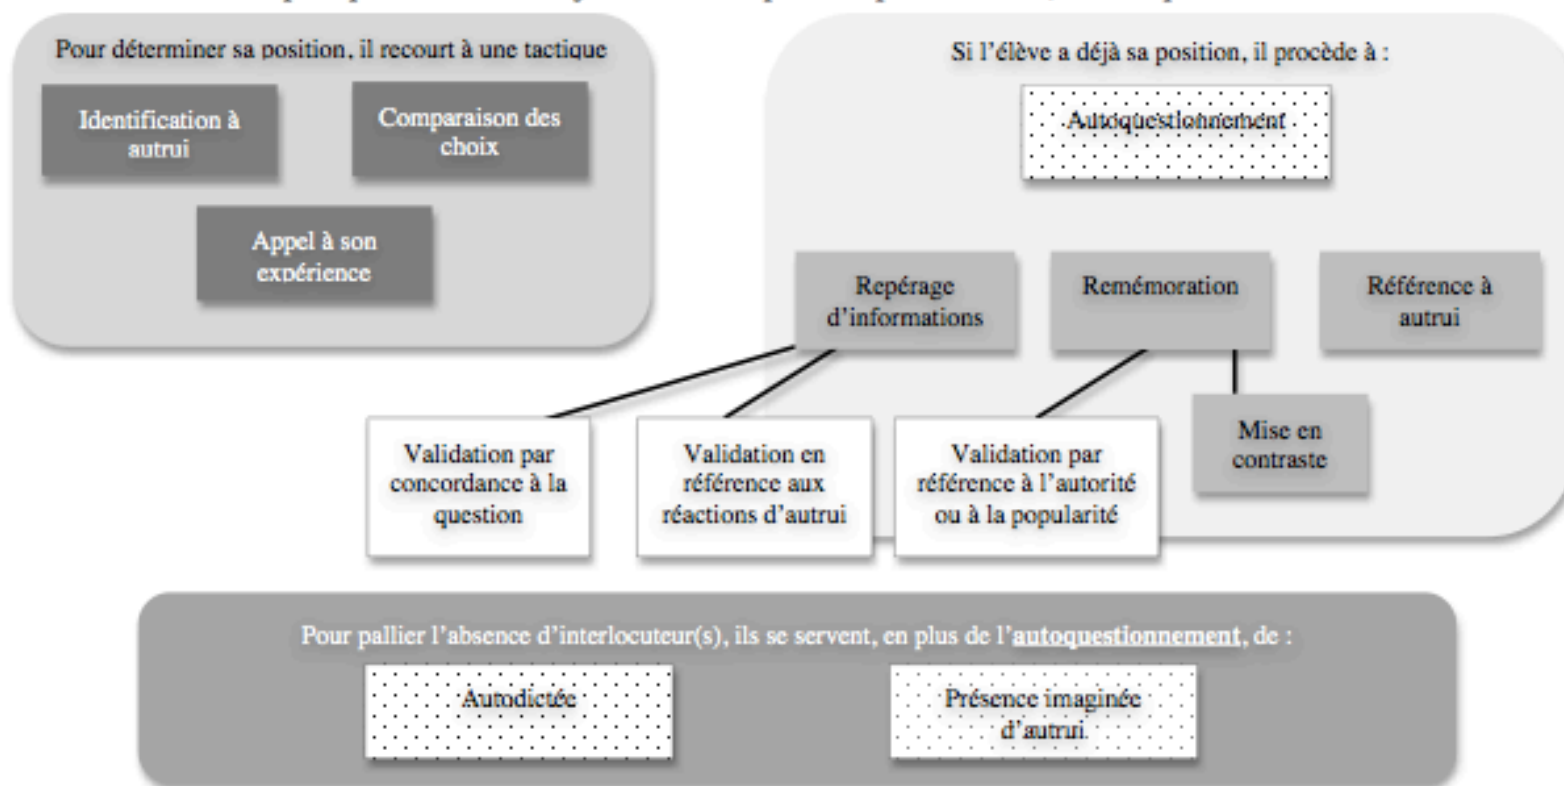 Pour déterminer sa position, il recourt à une tactique
Identification à
autrui
Comparaison des
choix
Appel à son
expérience
Si l'élève a déjà sa position, il procède à :
Autoquestionnement
Repérage
d'informations
Remémoration
Référence à
autrui
Mise en
contraste
Validation par
concordance à la
question
Validation en
référence aux
réactions d'autrui
Validation par
référence à l'autorité
ou à la popularité
Pour pallier l'absence d'interlocuteur(s), ils se servent, en plus de l'autoquestionnement, de :
Autodictée
Présence imaginée
d'autrui